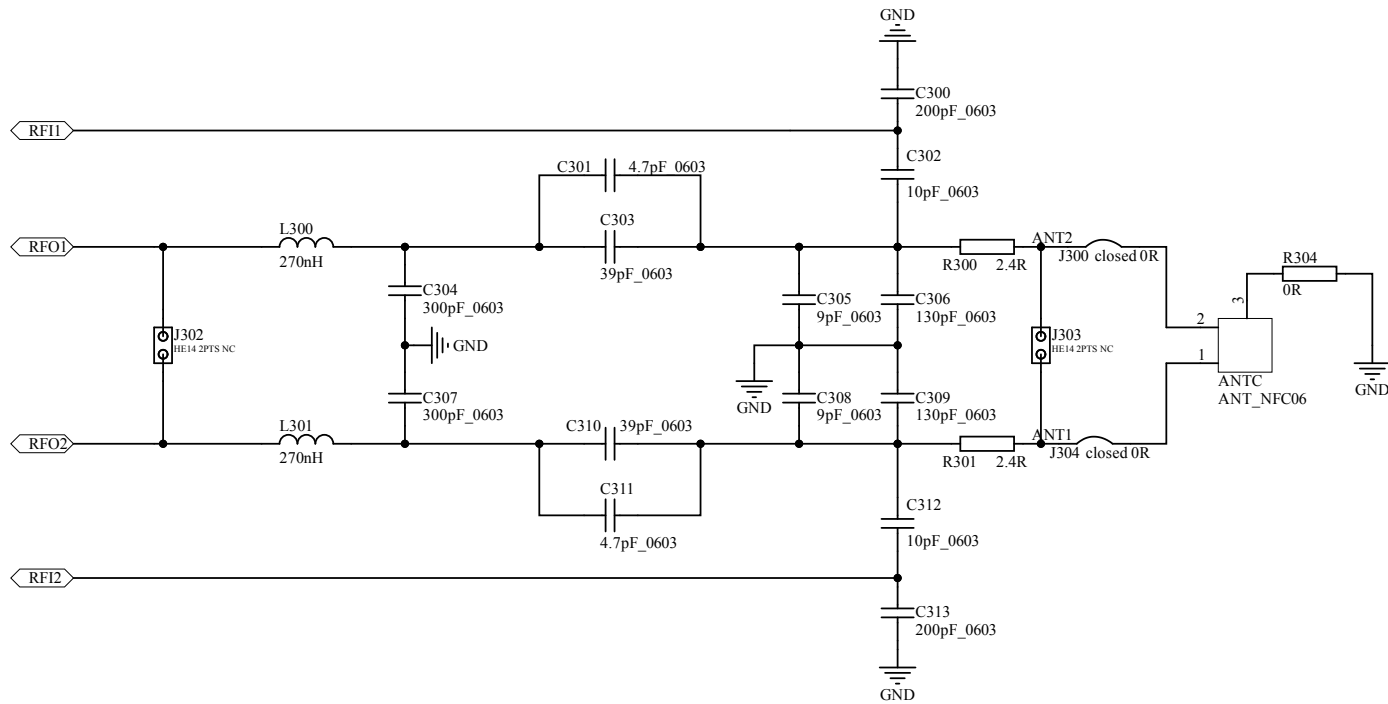 GND
C300
200pF_0603
RFI1
C302
10pF_0603
C301
4.7pF_0603
C303
39pF_0603
RFO1
L300
270nH
R300
2.4R
ANT2
J300 closed 0R
R304
0R
3
C304
300pF_0603
C305
9pF_0603
C306
130pF_0603
J302
HE14 2PTS NC
GND
J303
HE14 2PTS NC
2
1
ANTC
ANT_NFC06
GND
GND
C307
300pF_0603
C308
9pF_0603
C309
130pF_0603
RFO2
L301
270nH
C310
39pF_0603
C311
4.7pF_0603
R301
2.4R
ANT1
J304 closed 0R
C312
10pF_0603
RFI2
C313
200pF_0603
GND